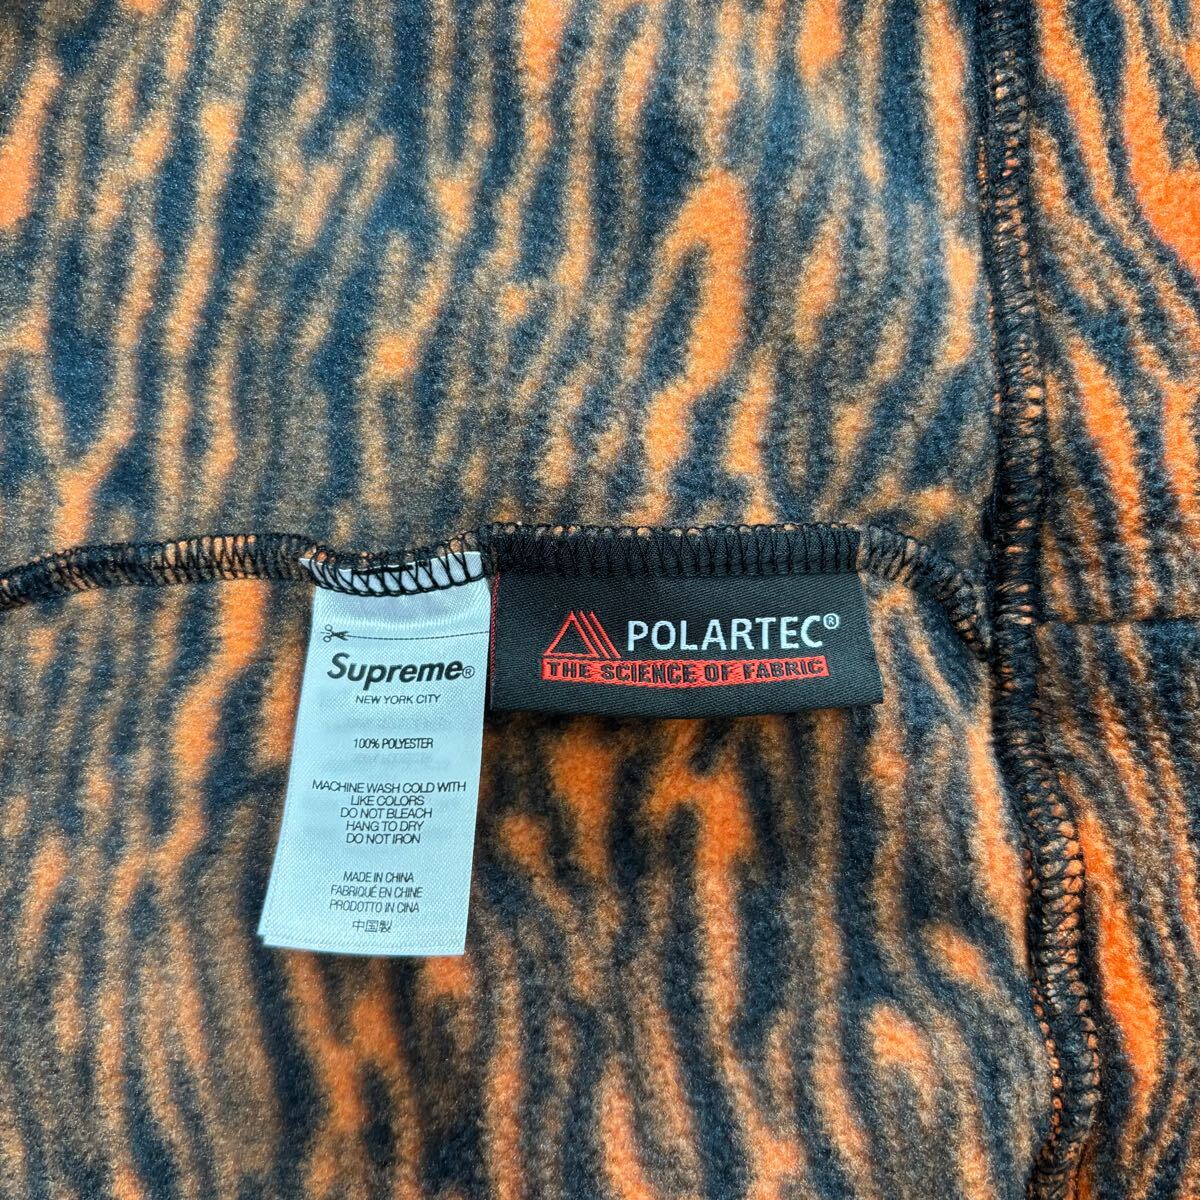 Supreme®
NEW YORK CITY
100% POLYESTER
MACHINE WASH COLD WITH
LIKE COLORS
DO NOT BLEACH
HANG TO DRY
DO NOT IRON
MADE IN CHINA
FABRIQUÉ EN CHINE
PRODOTTO IN CINA
中国製
POLARTEC®
THE SCIENCE OF FABRIC